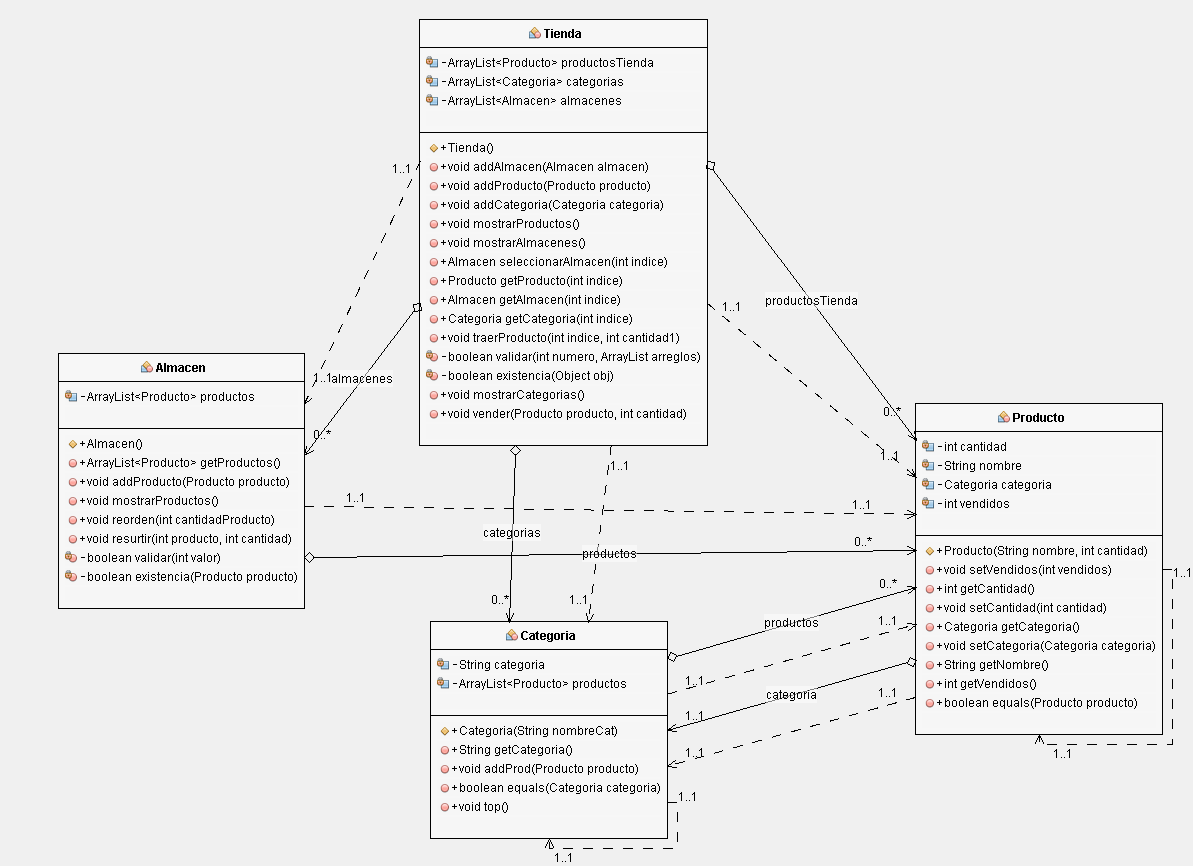 Tienda
-ArrayList<Producto> productosTienda
-ArrayList<Categoria> categorias
-ArrayList<Almacen> almacenes
+Tienda()
+void addAlmacen(Almacen almacen)
+void addProducto(Producto producto)
+void addCategoria(Categoria categoria)
+void mostrarProductos()
+void mostrarAlmacenes()
+Almacen seleccionarAlmacen(int indice)
+Producto getProducto(int indice)
+Almacen getAlmacen(int indice)
+Categoria getCategoria(int indice)
+void traerProducto(int indice, int cantidad1)
-boolean validar(int numero, ArrayList arreglos)
-boolean existencia(Object obj)
+void mostrarCategorias()
+void vender(Producto producto, int cantidad)
1..1
1..1
almacenes
0..*
productosTienda
0..*
1..1
1..1
Almacen
-ArrayList<Producto> productos
+Almacen()
+ArrayList<Producto> getProductos()
+void addProducto(Producto producto)
+void mostrarProductos()
+void reorden(int cantidadProducto)
+void resurtir(int producto, int cantidad)
-boolean validar(int valor)
-boolean existencia(Producto producto)
1..1
1..1
productos
0..*
categorias
0..*
1..1
1..1
Producto
-int cantidad
-String nombre
-Categoria categoria
-int vendidos
+Producto(String nombre, int cantidad)
+void setVendidos(int vendidos)
+int getCantidad()
+void setCantidad(int cantidad)
+Categoria getCategoria()
+void setCategoria(Categoria categoria)
+String getNombre()
+int getVendidos()
+boolean equals(Producto producto)
1..1
1..1
Categoria
-String categoria
-ArrayList<Producto> productos
+Categoria(String nombreCat)
+String getCategoria()
+void addProd(Producto producto)
+boolean equals(Categoria categoria)
+void top()
0..*
productos
1..1
1..1
categoria
1..1
1..1
1..1
1..1
1..1